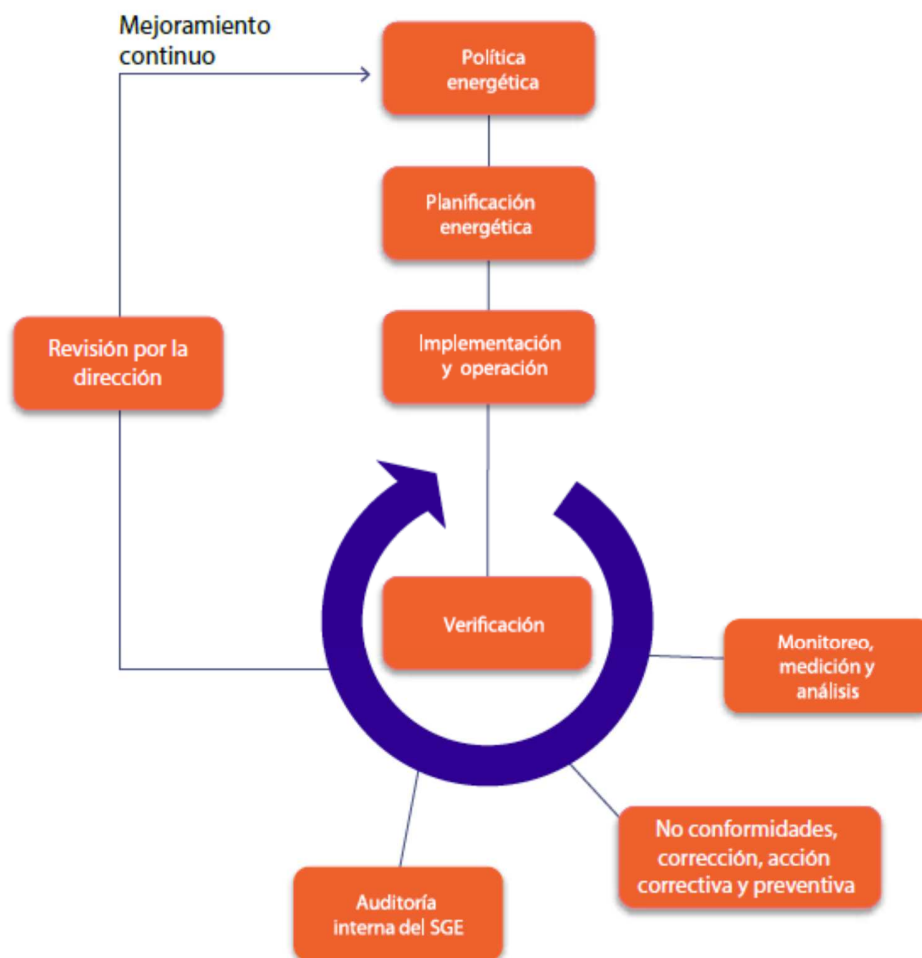 Mejoramiento
continuo
Política
energética
Planificación
energética
Implementación
y operación
Revisión por la
dirección
Verificación
Monitoreo,
medición y
análisis
No conformidades,
corrección, acción
correctiva y preventiva
Auditoría
interna del SGE